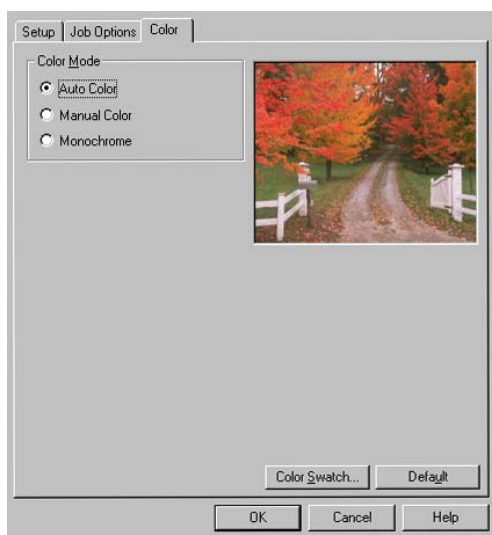 Setup
Job Options
Color
Color Mode
Auto Color
Manual Color
Monochrome
Color Swatch...
Default
OK
Cancel
Help